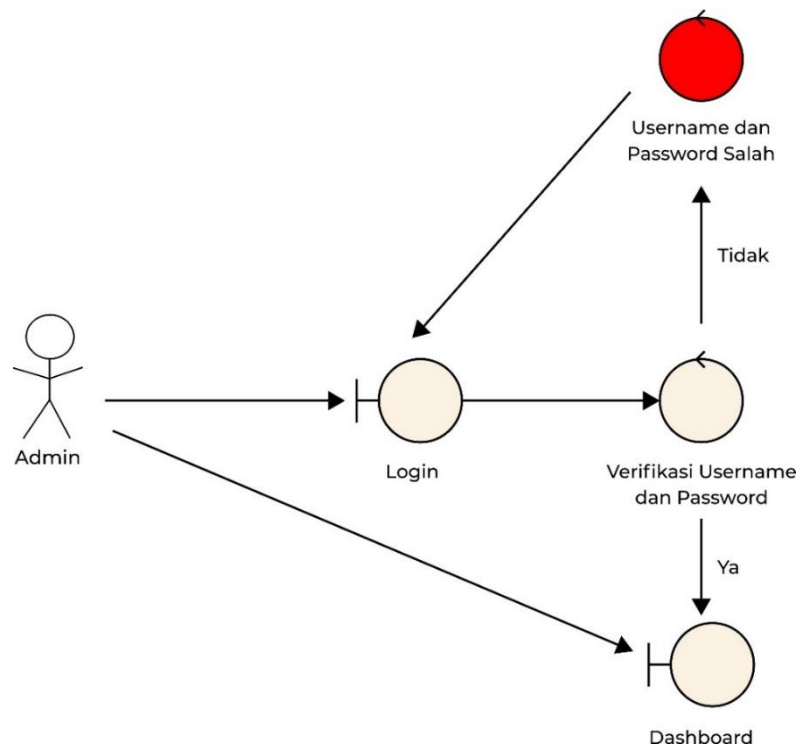 Username dan
Password Salah
Tidak
Admin
Login
Verifikasi Username
dan Password
Ya
Dashboard